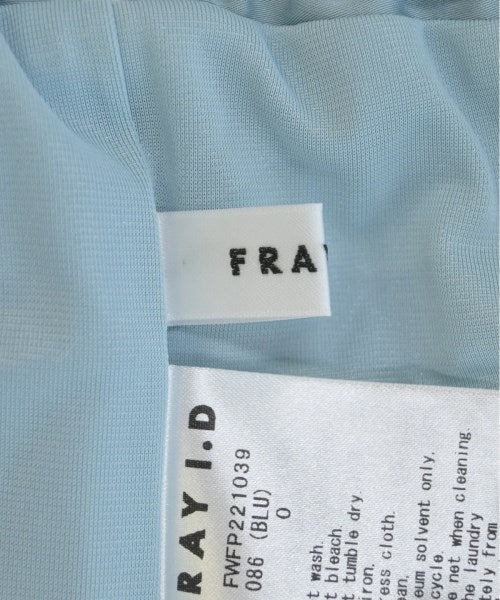 FRA
RAY I.D
FWFP221039
086 (BLU)
0
t wash.
t bleach.
t tumble dry
iron.
ress cloth.
ean.
eum solvent only.
cycle.
e net when cleaning.
he laundry
tely from